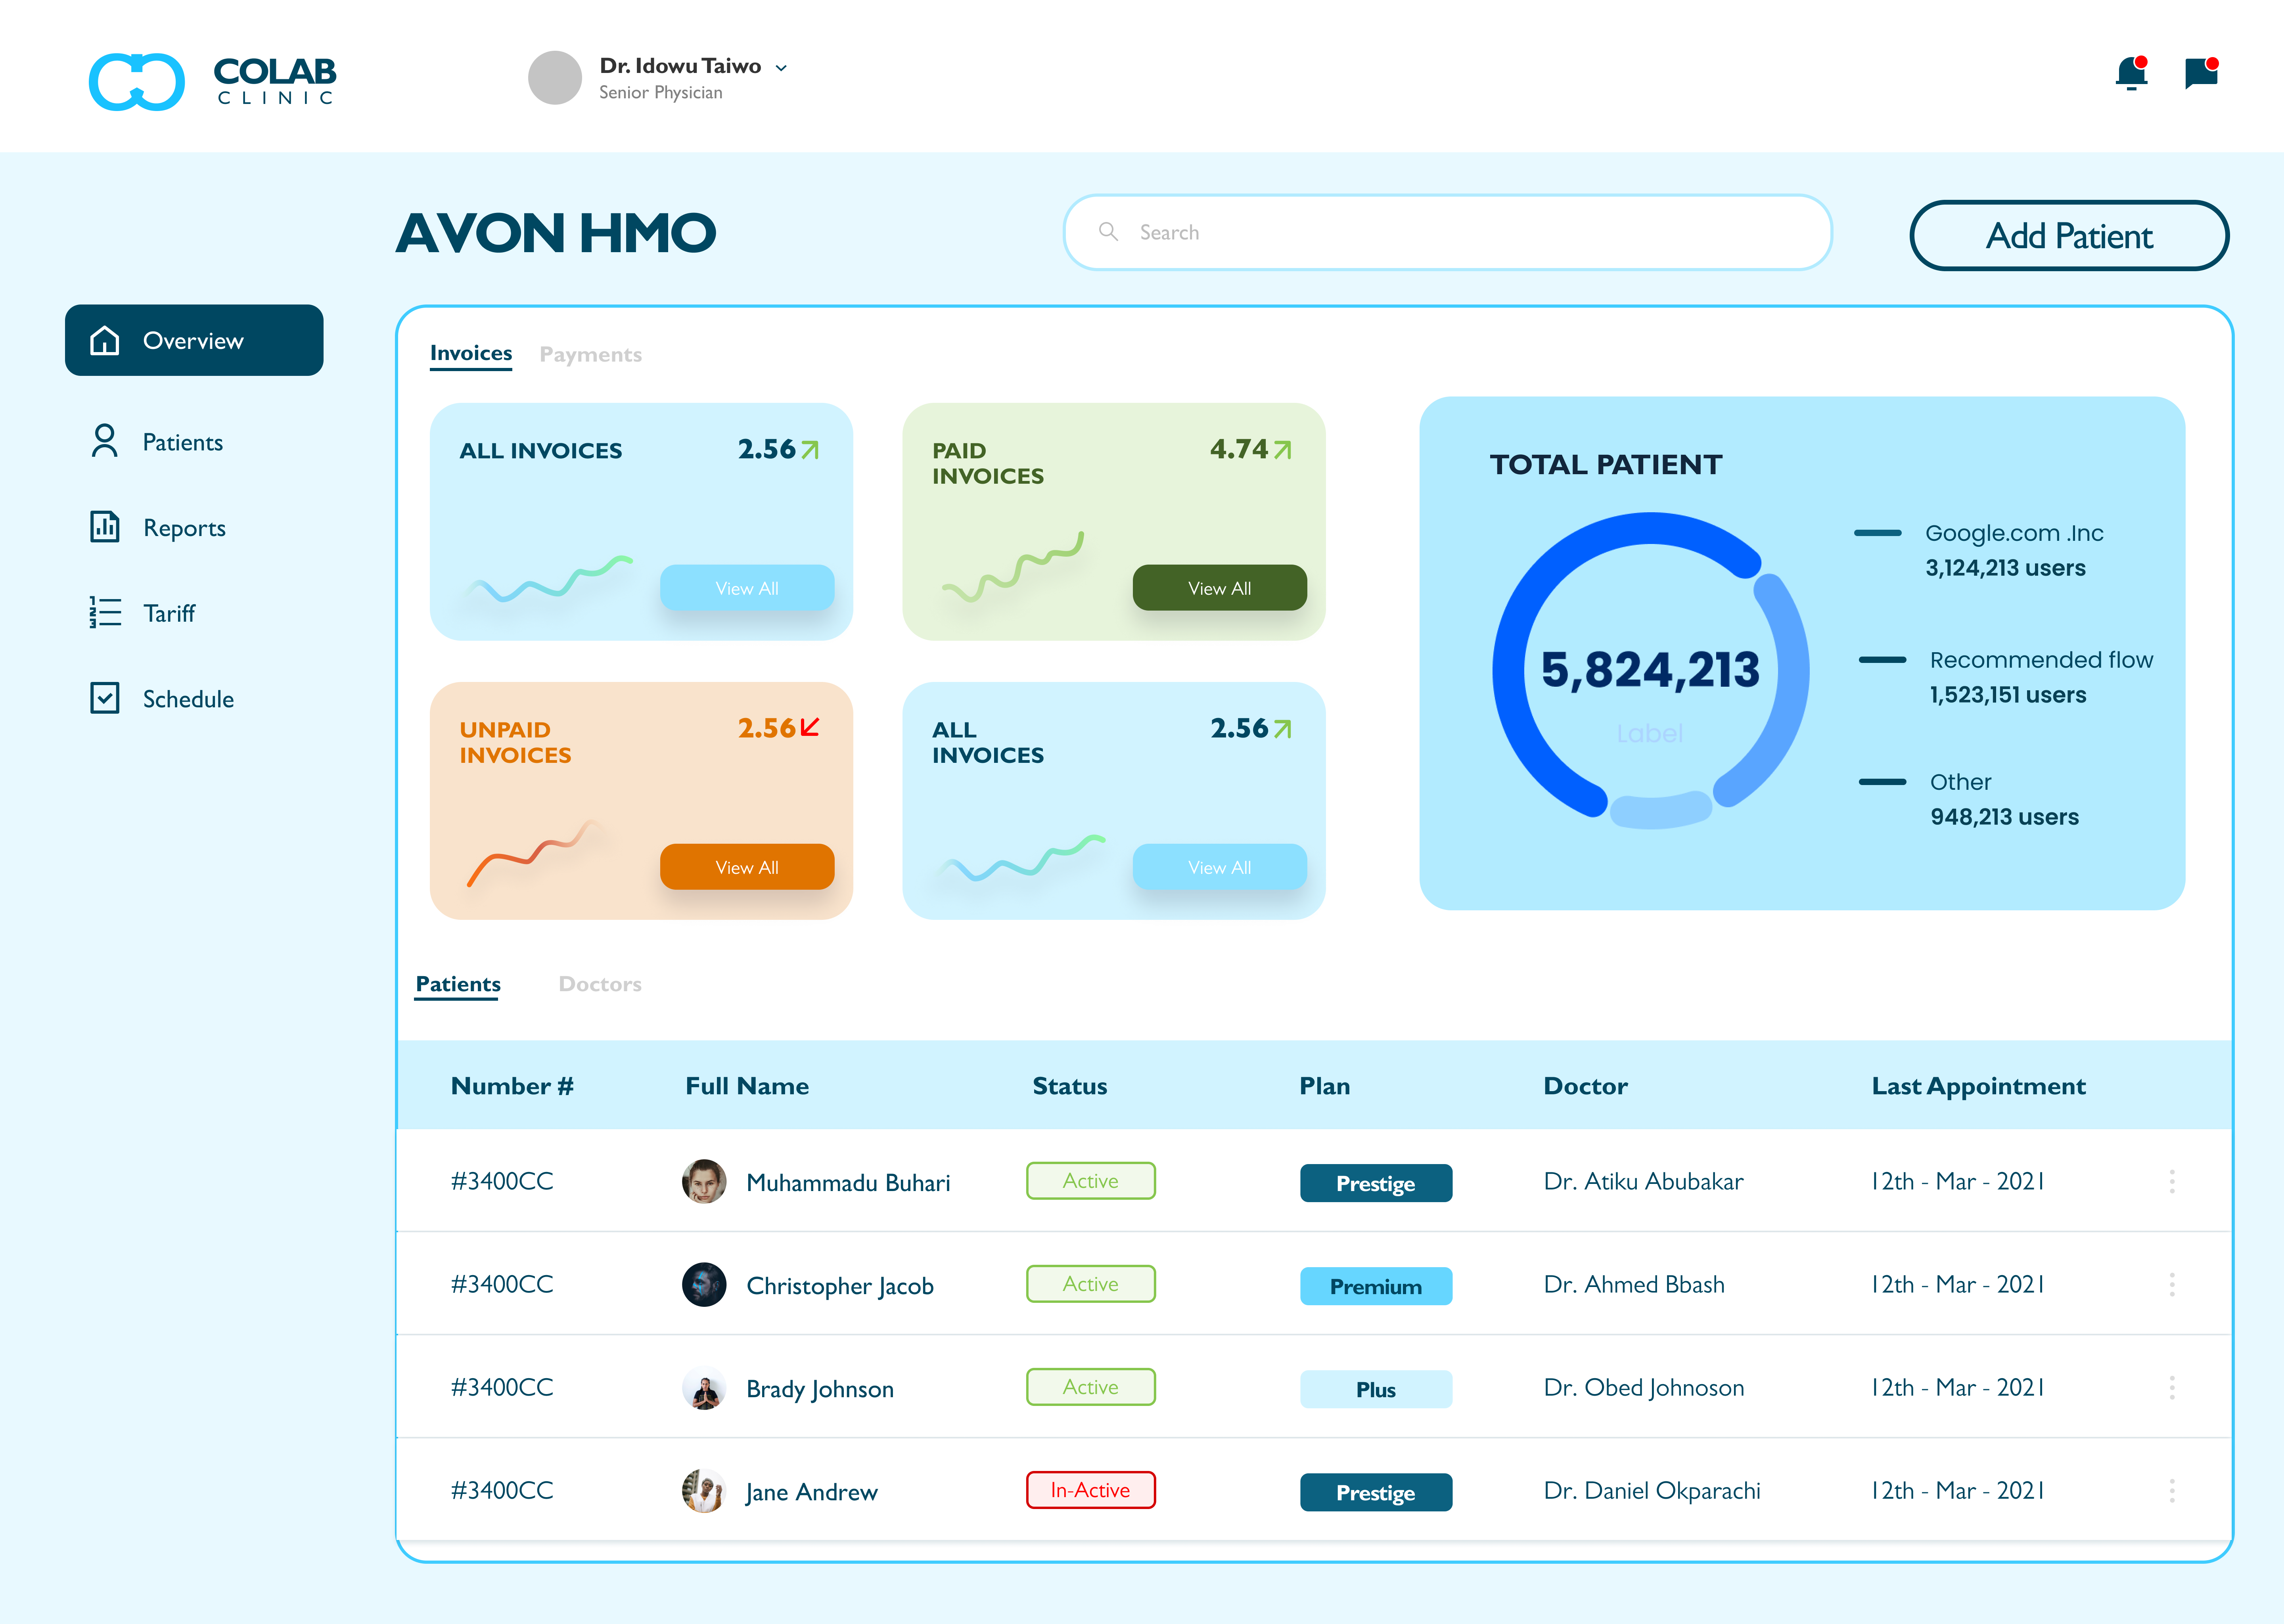 COLAB
CLINIC
Dr. Idowu Taiwo
Senior Physician
AVON HMO
Search
Add Patient
Overview
Patients
Reports
Tariff
Schedule
Invoices Payments
ALL INVOICES 2.56
View All
PAID
INVOICES
4.74
View All
UNPAID
INVOICES
2.56
View All
ALL
INVOICES
2.56
View All
TOTAL PATIENT
5,824,213
Label
Google.com .Inc
3,124,213 users
Recommended flow
1,523,151 users
Other
948,213 users
Patients Doctors
Number # Full Name Status Plan Doctor Last Appointment
#3400CC Muhammadu Buhari Active Prestige Dr. Atiku Abubakar 12th - Mar - 2021
#3400CC Christopher Jacob Active Premium Dr. Ahmed Bbash 12th - Mar - 2021
#3400CC Brady Johnson Active Plus Dr. Obed Johnoson 12th - Mar - 2021
#3400CC Jane Andrew In-Active Prestige Dr. Daniel Okparachi 12th - Mar - 2021